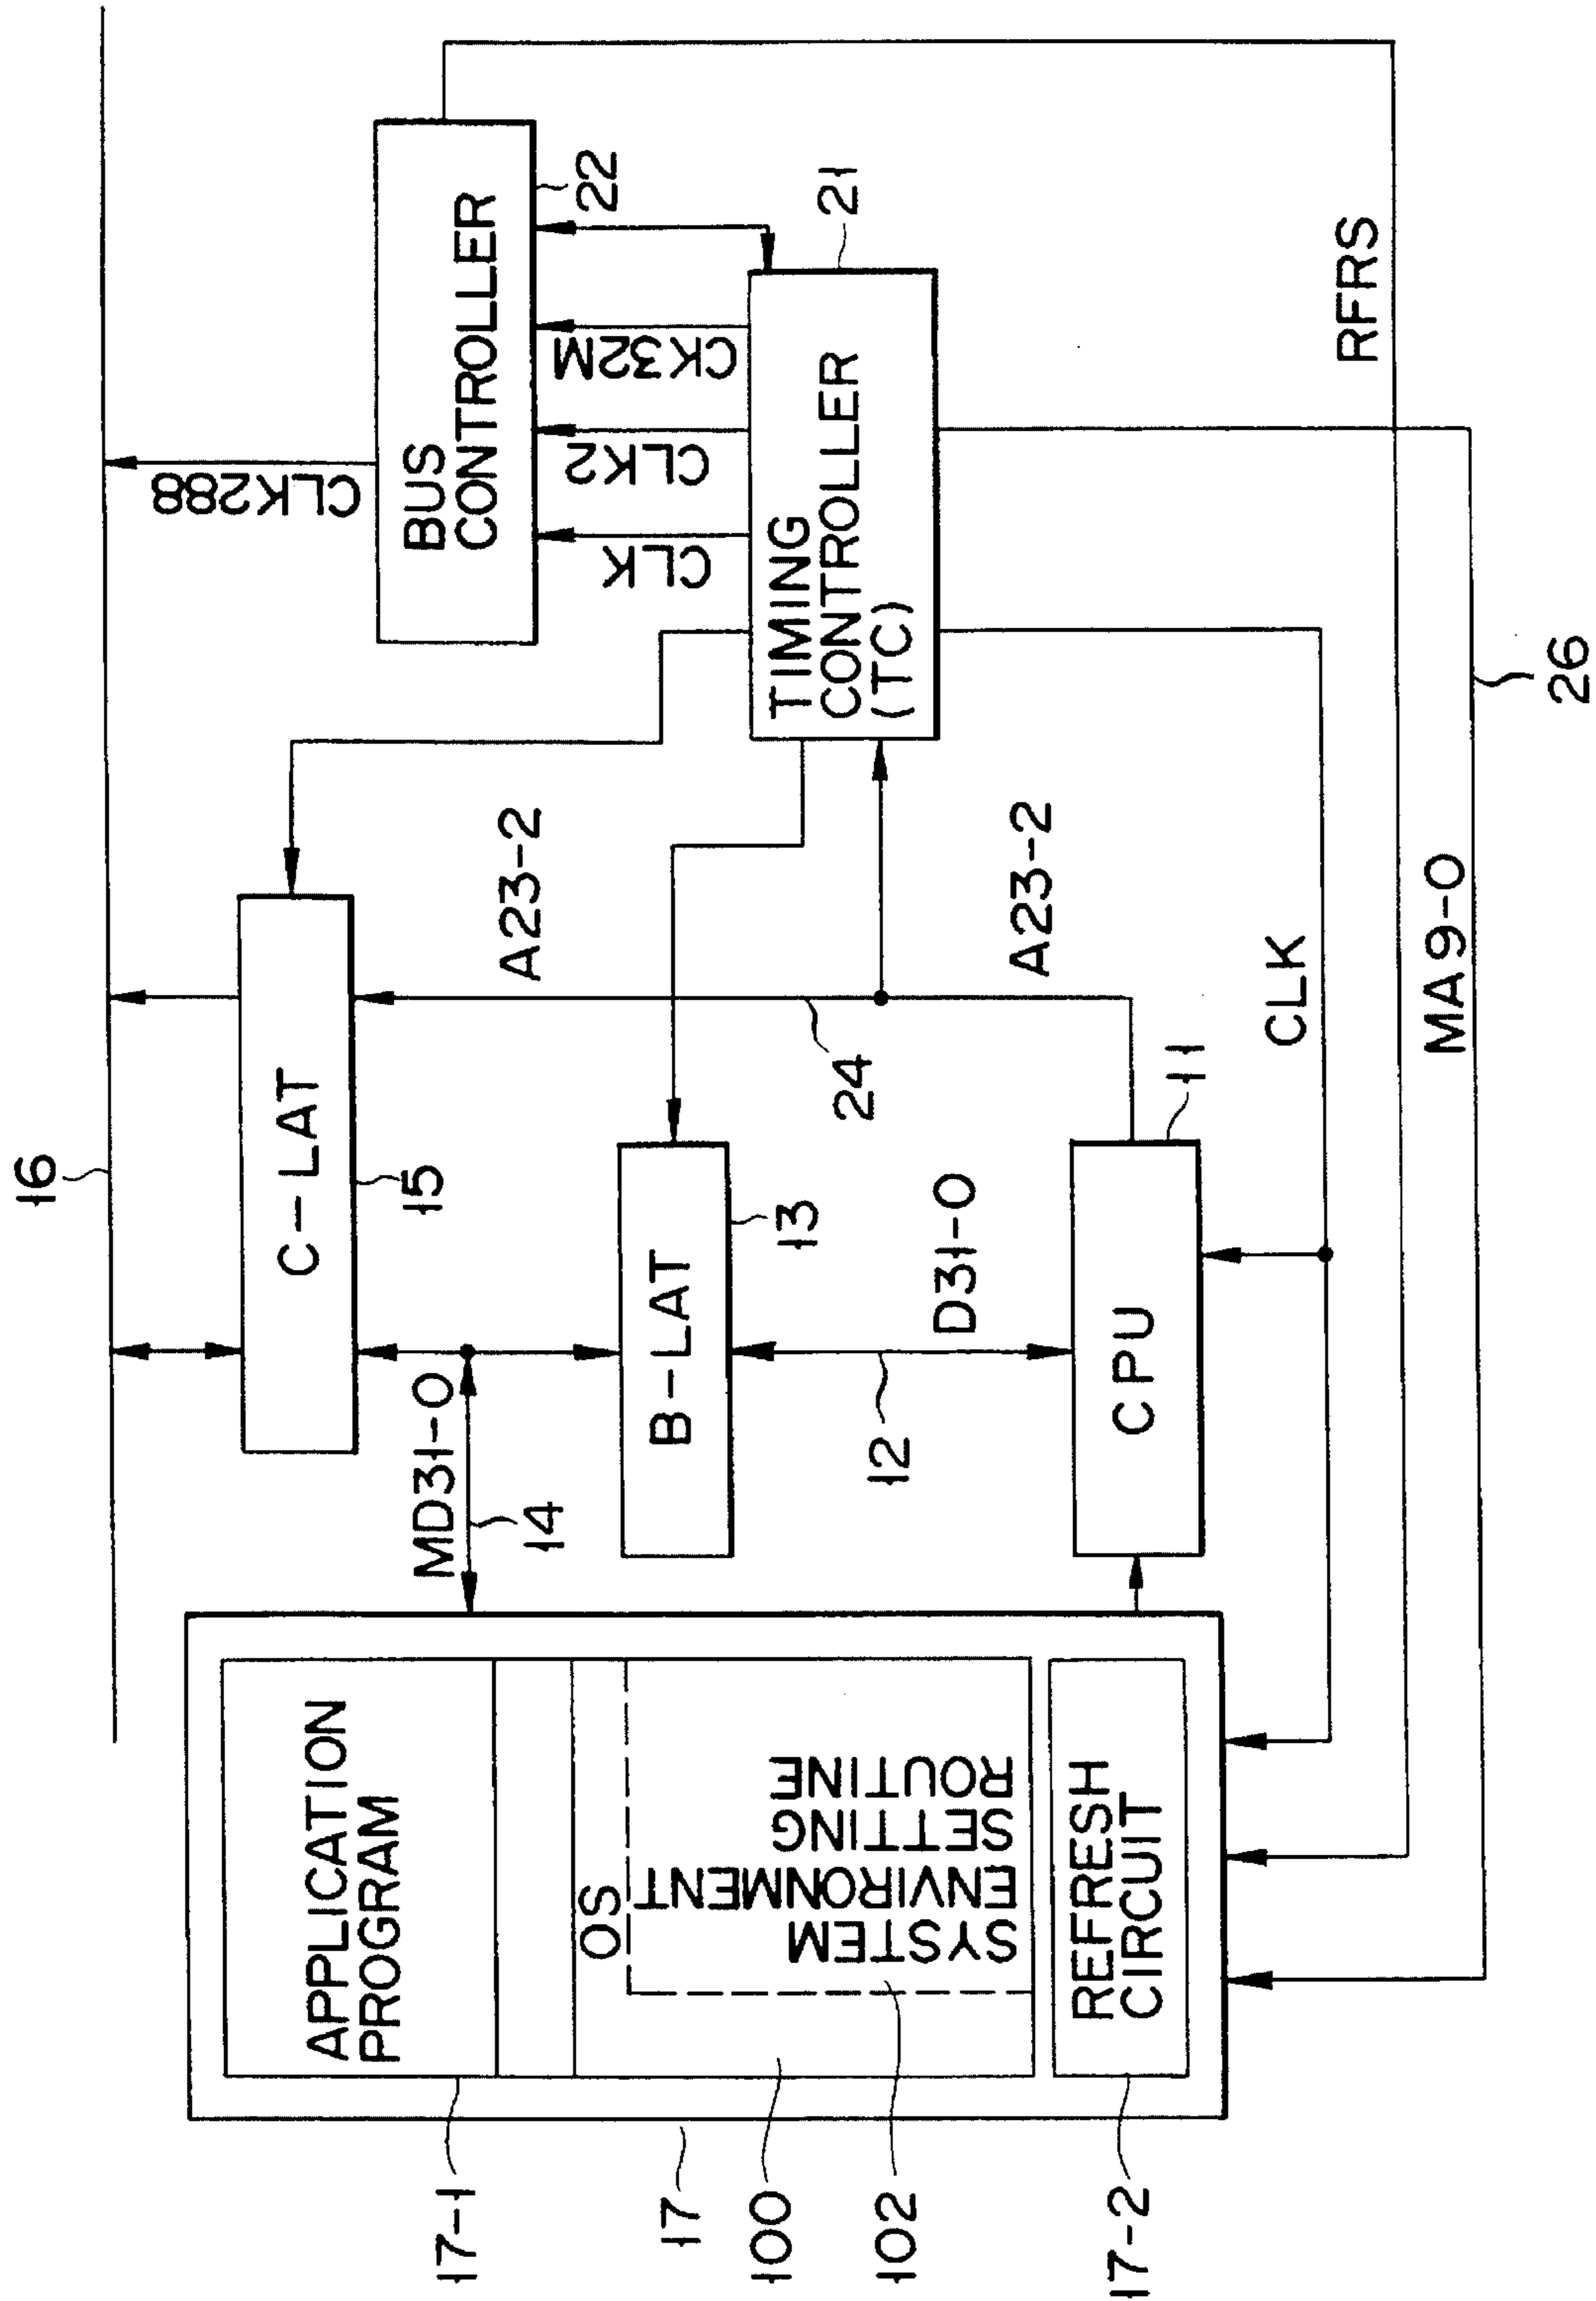 16
CLK288
BUS
CONTROLLER
22
CLK
CLK2
CK32M
TIMING
CONTROLLER
(TC)
21
C-LAT
15
A23-2
MD31-0
14
B-LAT
13
24
A23-2
D31-0
12
CPU
11
CLK
RFRS
MA9-0
26
APPLICATION
PROGRAM
OS
SYSTEM
ENVIRONMENT
SETTING
ROUTINE
REFRESH
CIRCUIT
17-1
17
100
102
17-2